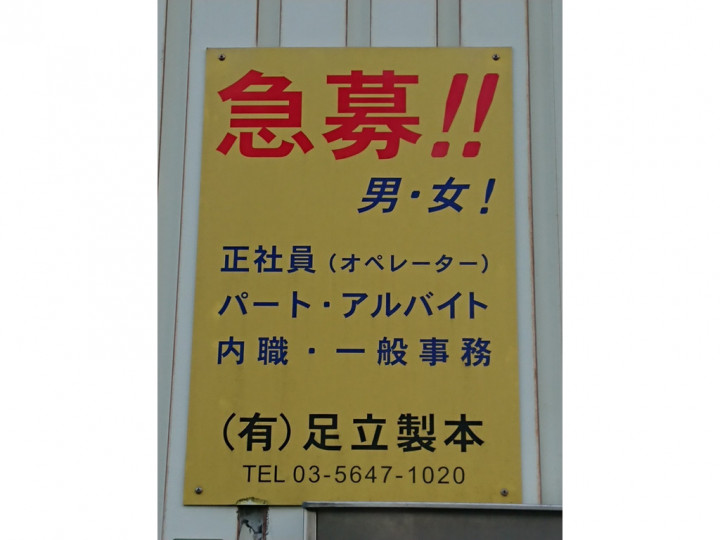 急募!!
男・女!
正社員（オペレーター）
パート・アルバイト
内職・一般事務
(有)足立製本
TEL 03-5647-1020